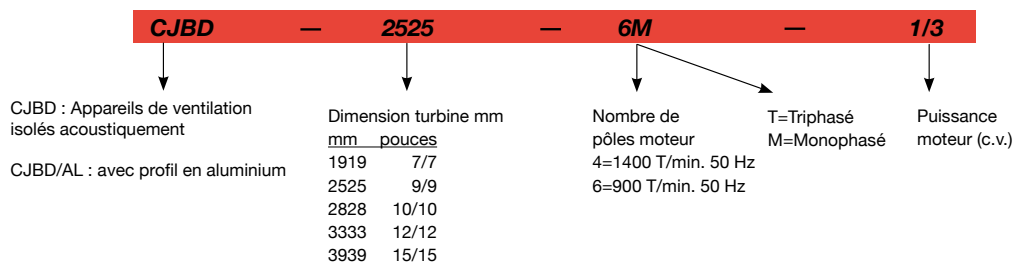 CJBD — 2525 — 6M — 1/3
CJBD : Appareils de ventilation
isolés acoustiquement
CJBD/AL : avec profil en aluminium
Dimension turbine mm
mm pouces
1919 7/7
2525 9/9
2828 10/10
3333 12/12
3939 15/15
Nombre de
pôles moteur
4=1400 T/min. 50 Hz
6=900 T/min. 50 Hz
T=Triphasé
M=Monophasé
Puissance
moteur (c.v.)